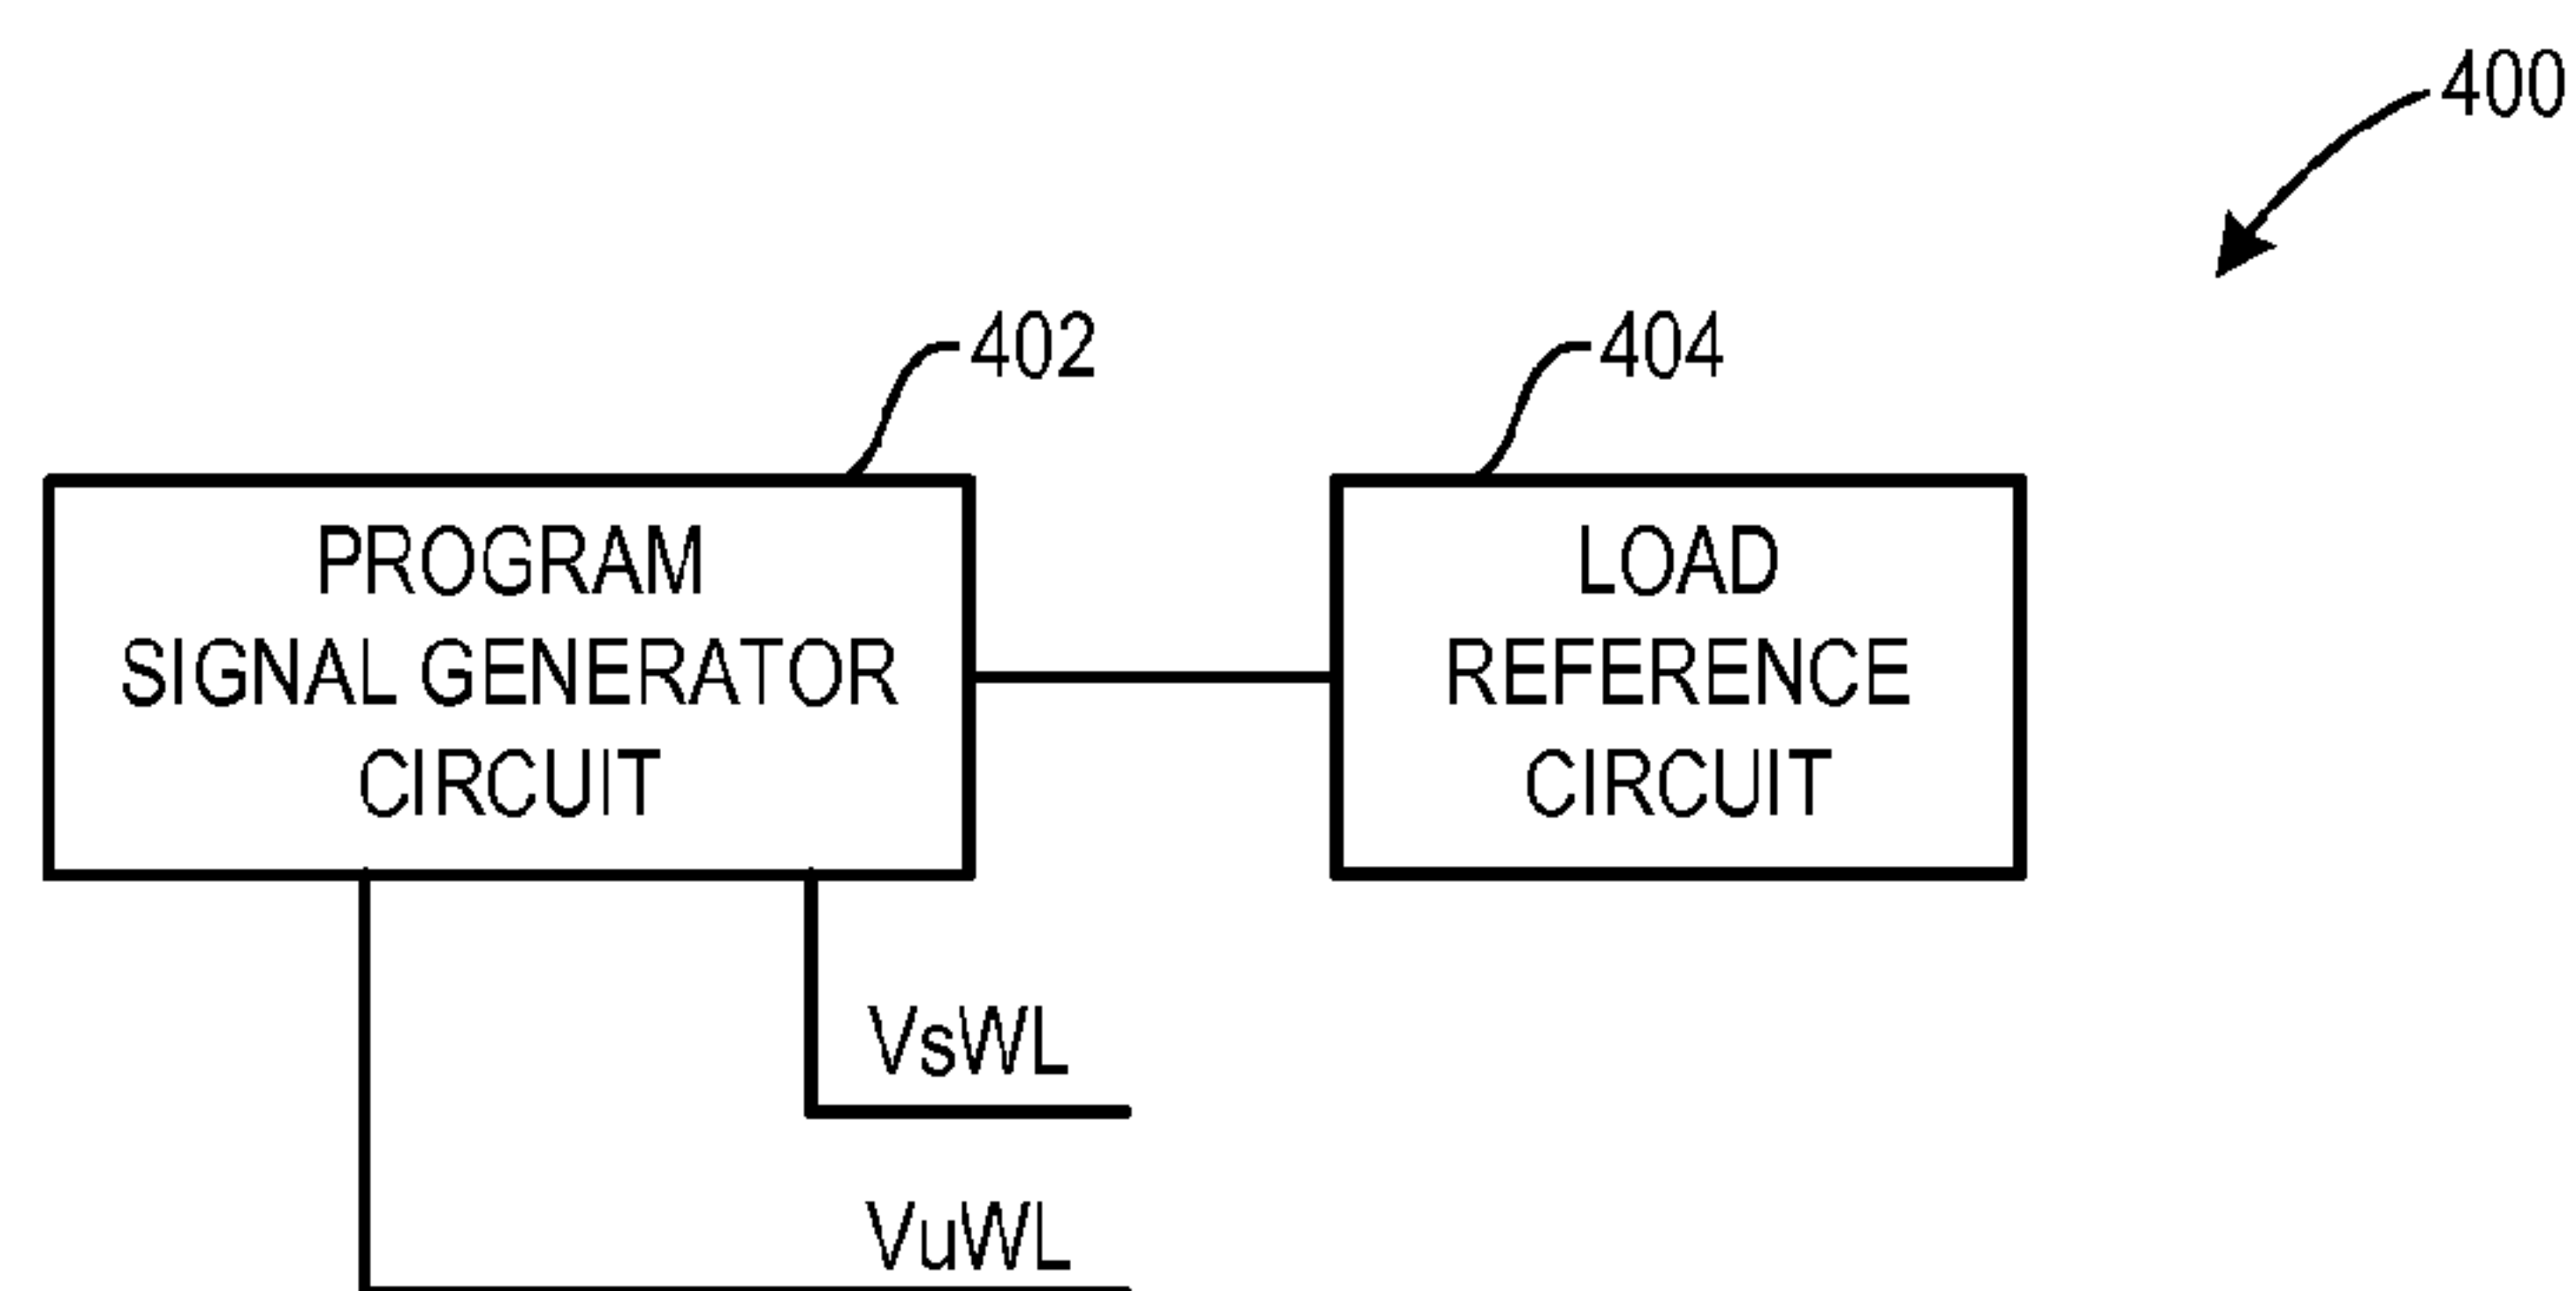 400
402
404
PROGRAM
SIGNAL GENERATOR
CIRCUIT
LOAD
REFERENCE
CIRCUIT
VsWL
VuWL